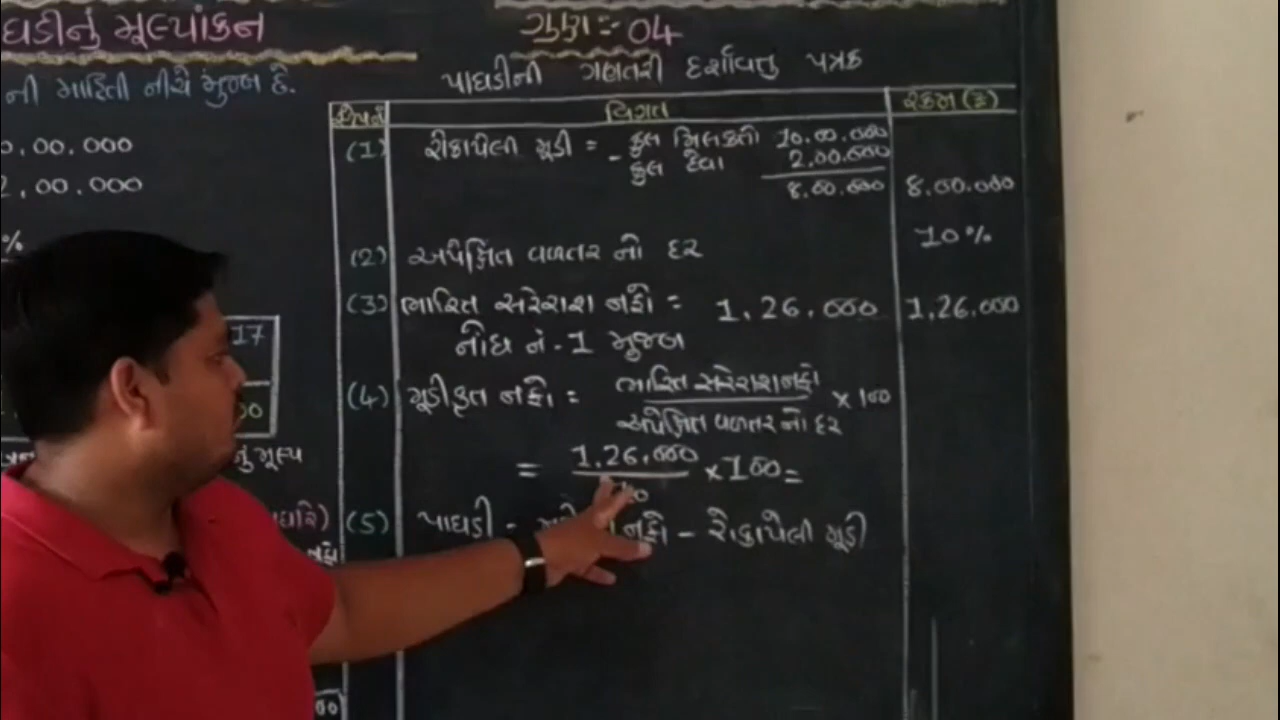 ઘડીનું મૂલ્યાંકન
ગુણ :- 04
ની માહિતી નીચે મુજબ છે.
પાઘડીની ગણતરી દર્શાવતુ પત્રક
વિગત
રકમ (₹)
0,00,000
2,00,000
%
(1) રોકાયેલી મૂડી = કુલ મિલકતો 10,00,000
- કુલ દેવા 2,00,000
8,00,000 8,00,000
(2) અપેક્ષિત વળતર નો દર 10%
(3) ભારિત સરેરાશ નફો = 1,26,000 1,26,000
નોંધ નં. 1 મુજબ
17
(4) મૂડીકૃત નફો = ભારિત સરેરાશ નફો × 100
અપેક્ષિત વળતર નો દર
નું મૂલ્ય
= 1,26,000 × 100 =
(5) પાઘડી - નફો - રોકાયેલી મૂડી